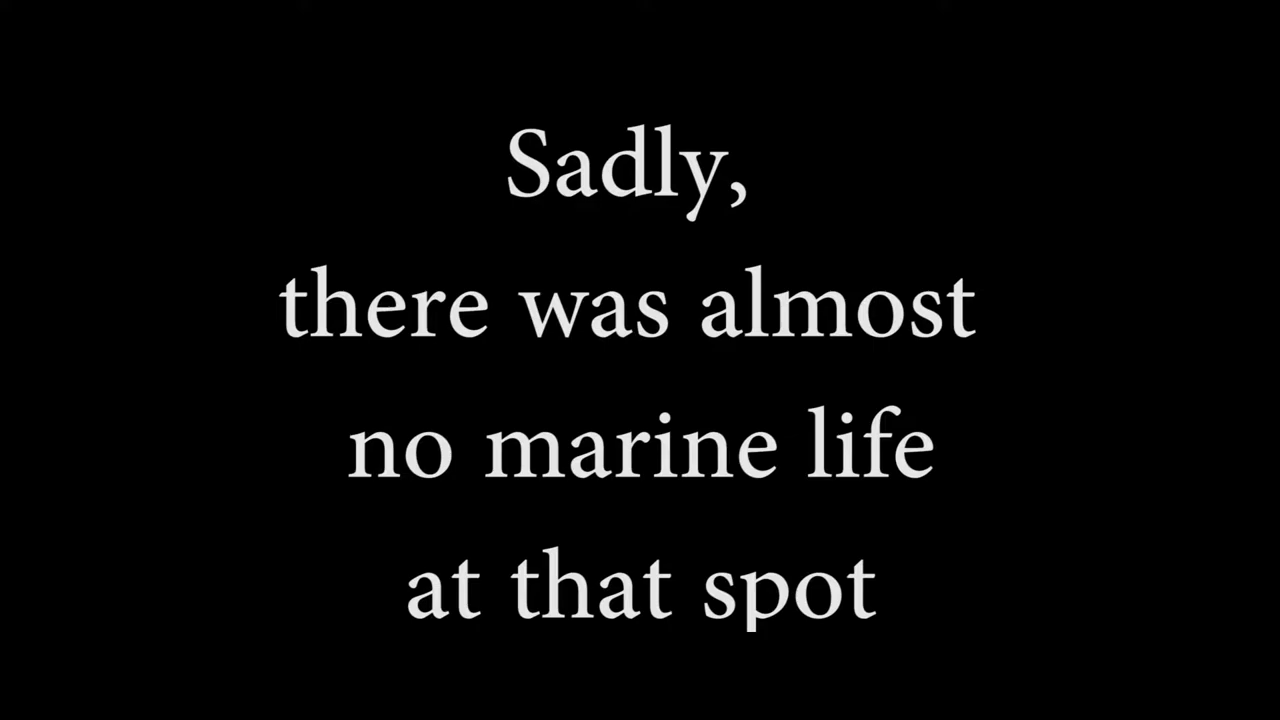 Sadly,
there was almost
no marine life
at that spot